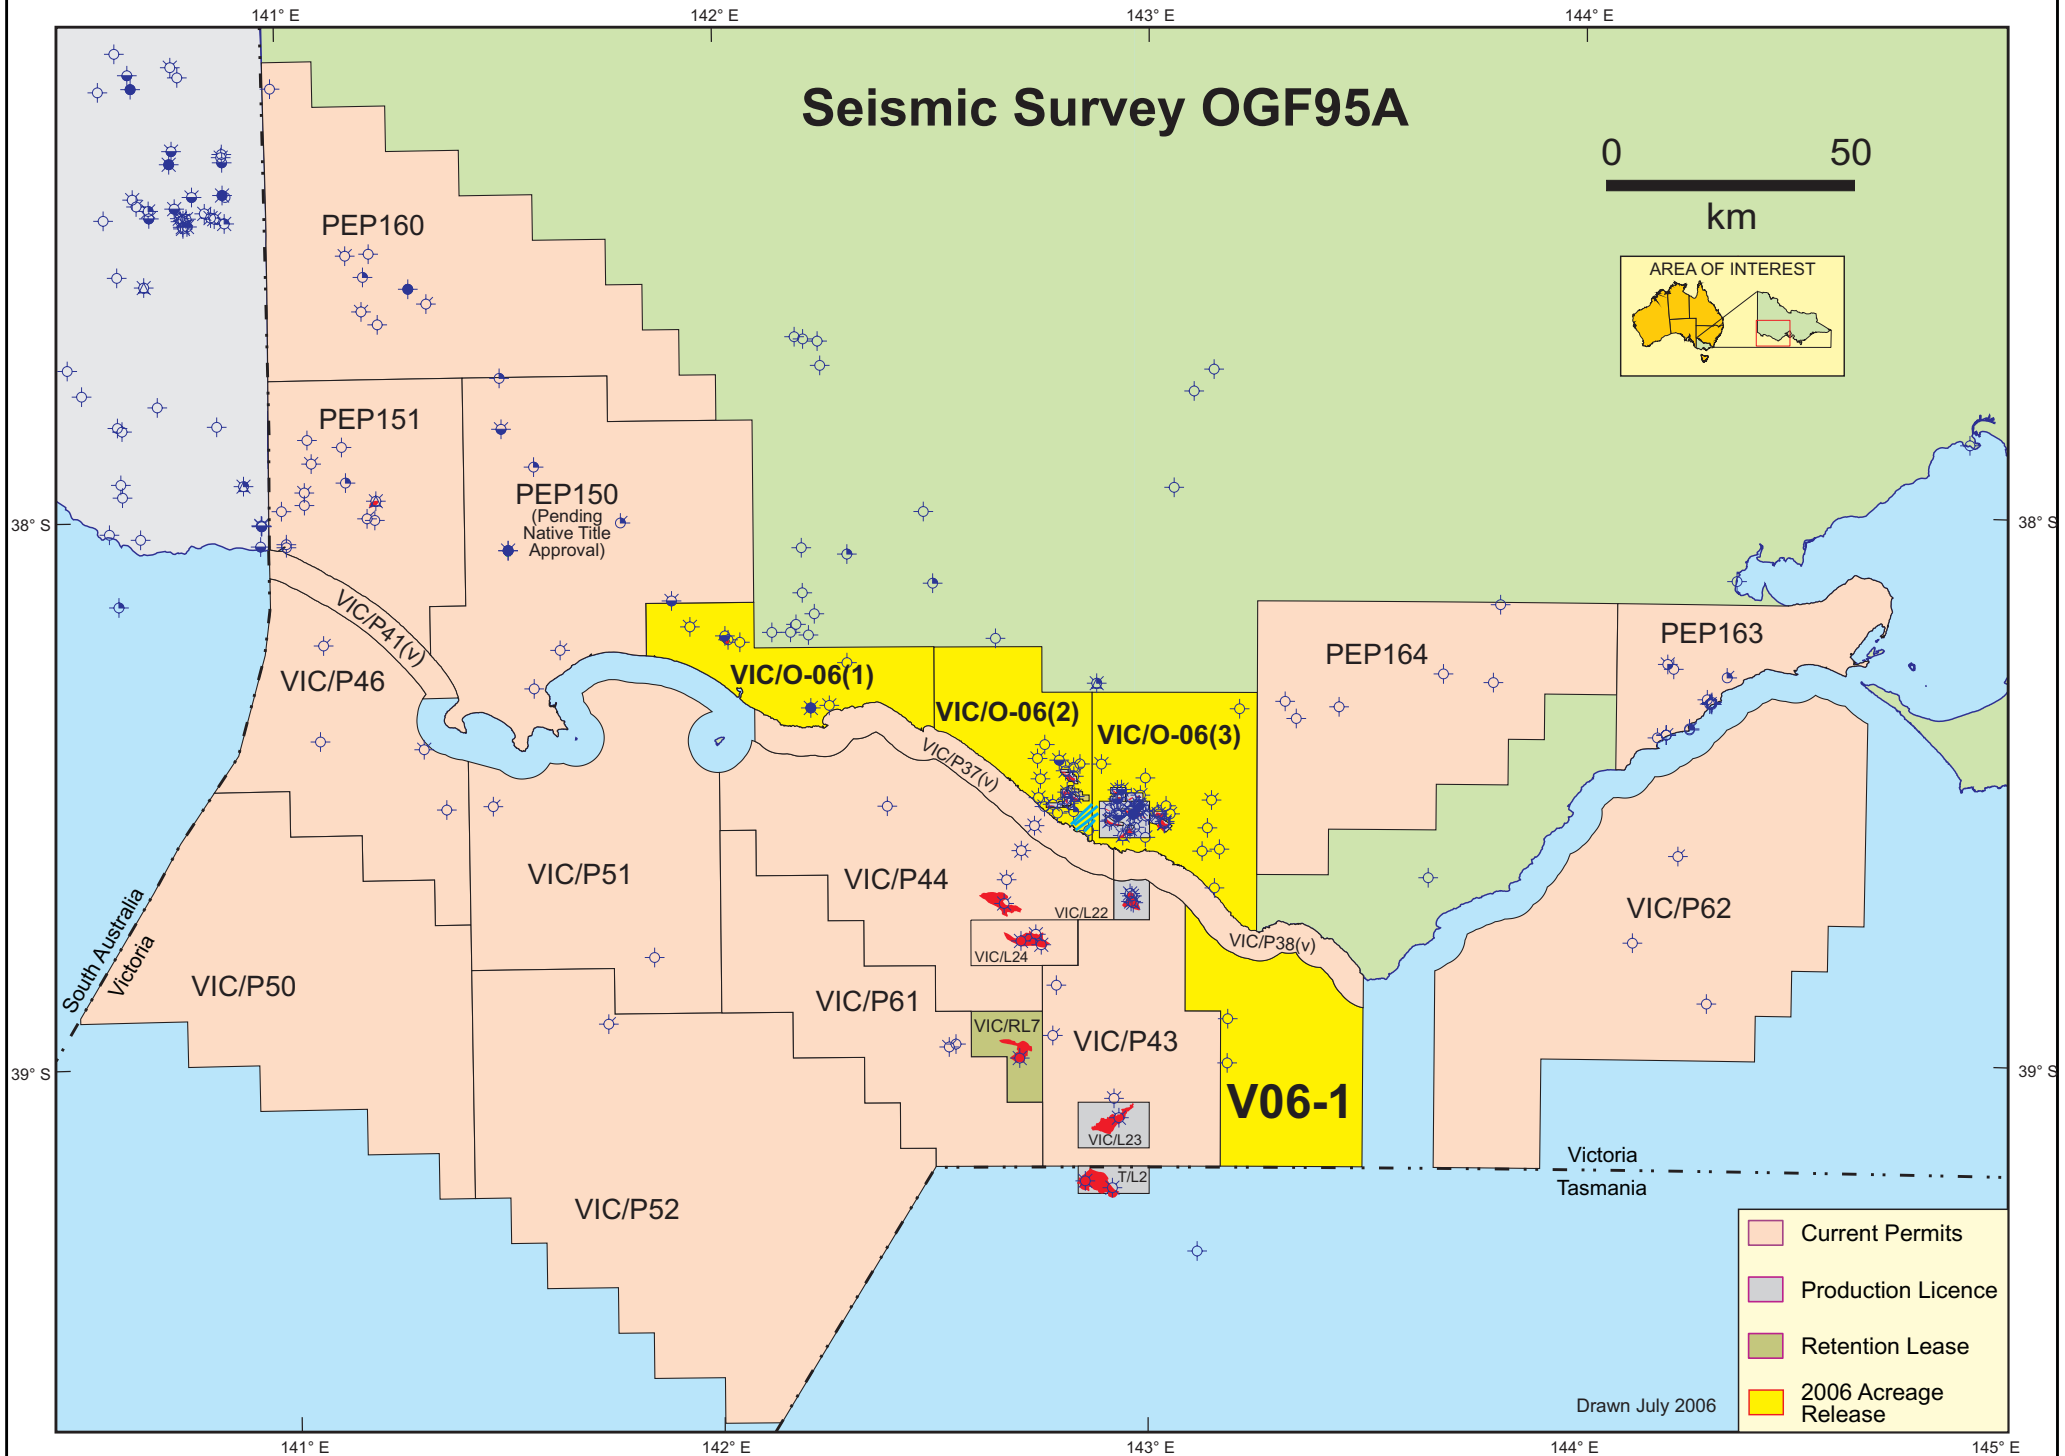 141° E
142° E
143° E
144° E
Seismic Survey OGF95A
0
50
km
AREA OF INTEREST
PEP160
PEP151
PEP150
(Pending
Native Title
Approval)
38° S
38° S
VIC/P41(v)
VIC/P46
VIC/O-06(1)
VIC/O-06(2)
VIC/O-06(3)
PEP164
PEP163
VIC/P37(v)
VIC/P51
VIC/P44
VIC/L22
VIC/P62
VIC/P38(v)
VIC/L24
South Australia
Victoria
VIC/P50
VIC/P61
VIC/RL7
VIC/P43
39° S
39° S
V06-1
VIC/L23
T/L2
Victoria
Tasmania
VIC/P52
Current Permits
Production Licence
Retention Lease
2006 Acreage
Release
Drawn July 2006
141° E
142° E
143° E
144° E
145° E